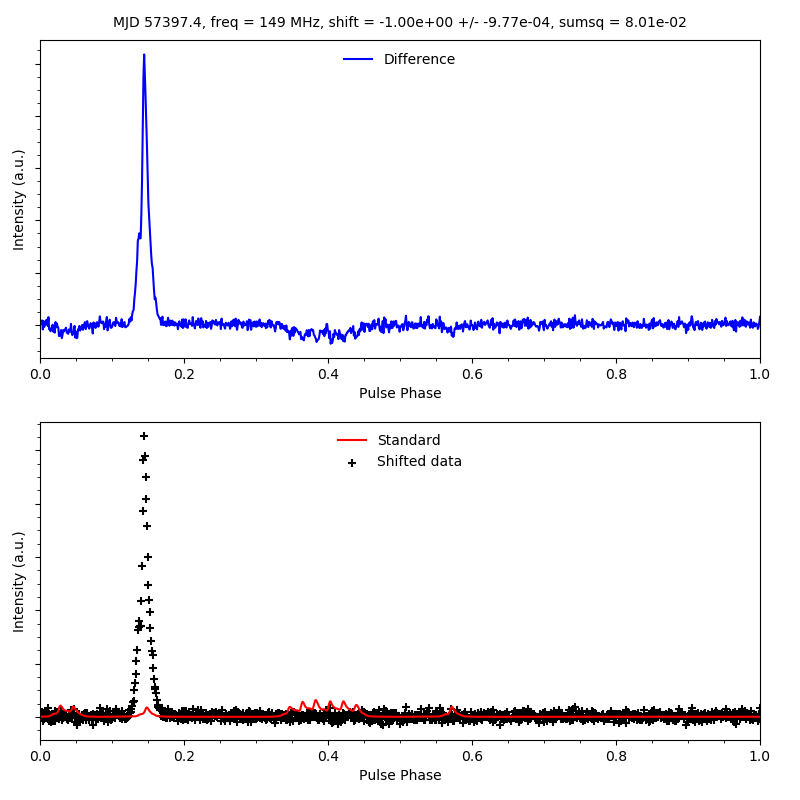 MJD 57397.4, freq = 149 MHz, shift = -1.00e+00 +/- -9.77e-04, sumsq = 8.01e-02
Difference
Intensity (a.u.)
0.0 0.2 0.4 0.6 0.8 1.0
Pulse Phase
Standard
Shifted data
Intensity (a.u.)
0.0 0.2 0.4 0.6 0.8 1.0
Pulse Phase